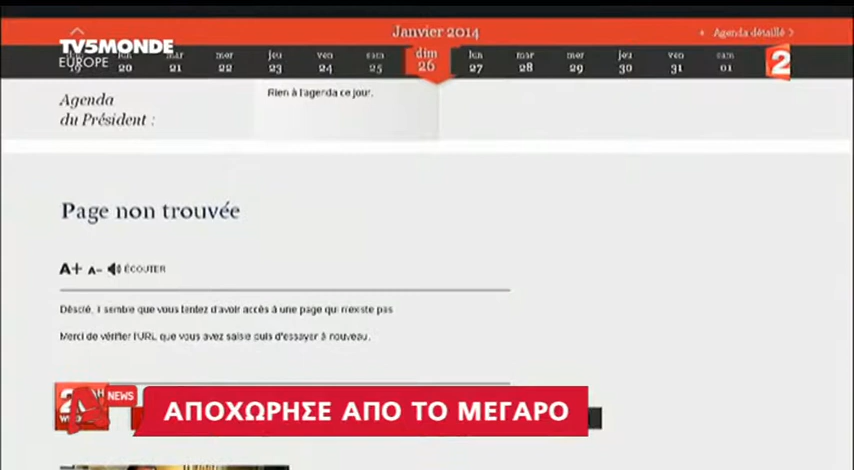 Janvier 2014
+ Agenda détaillé >
TV5MONDE
EUROPE
lun mar mer jeu ven sam dim lun mar mer jeu ven sam
19 20 21 22 23 24 25 26 27 28 29 30 31 01
2
Agenda
du Président :
Rien à l'agenda ce jour.
Page non trouvée
A+ A- ÉCOUTER
Désolé, il semble que vous tentez d'avoir accès à une page qui n'existe pas
Merci de vérifier l'URL que vous avez saisie puis d'essayer à nouveau.
NEWS
ΑΠΟΧΩΡΗΣΕ ΑΠΟ ΤΟ ΜΕΓΑΡΟ